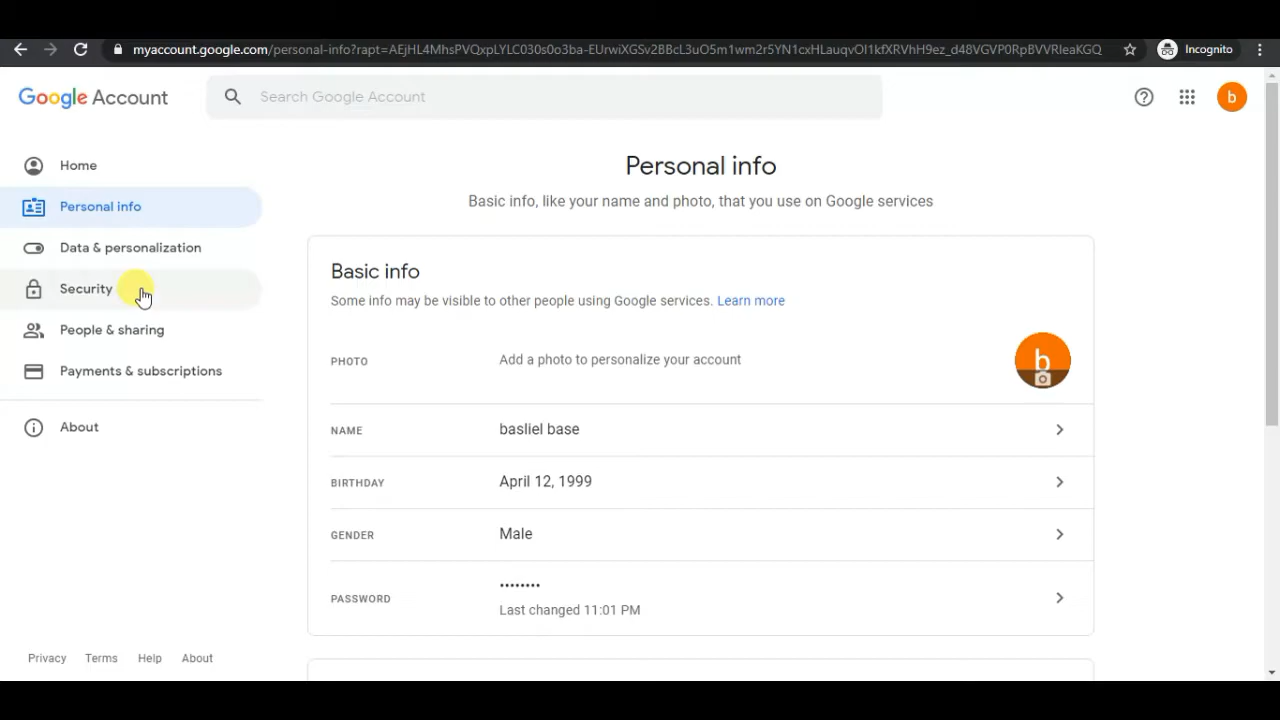 myaccount.google.com/personal-info?rapt=AEjHL4MhsPVQxpLYLC030s0o3ba-EUrwiXGSv2BBcL3uO5m1wm2r5YN1cxHLauqvOl1kfXRVhH9ez_d48VGVP0RpBVVRIeaKGQ
Incognito
Google Account
Search Google Account
b
Home
Personal info
Data & personalization
Security
People & sharing
Payments & subscriptions
About
Personal info
Basic info, like your name and photo, that you use on Google services
Basic info
Some info may be visible to other people using Google services. Learn more
PHOTO Add a photo to personalize your account b
NAME basliel base
BIRTHDAY April 12, 1999
GENDER Male
PASSWORD ••••••••
Last changed 11:01 PM
Privacy Terms Help About